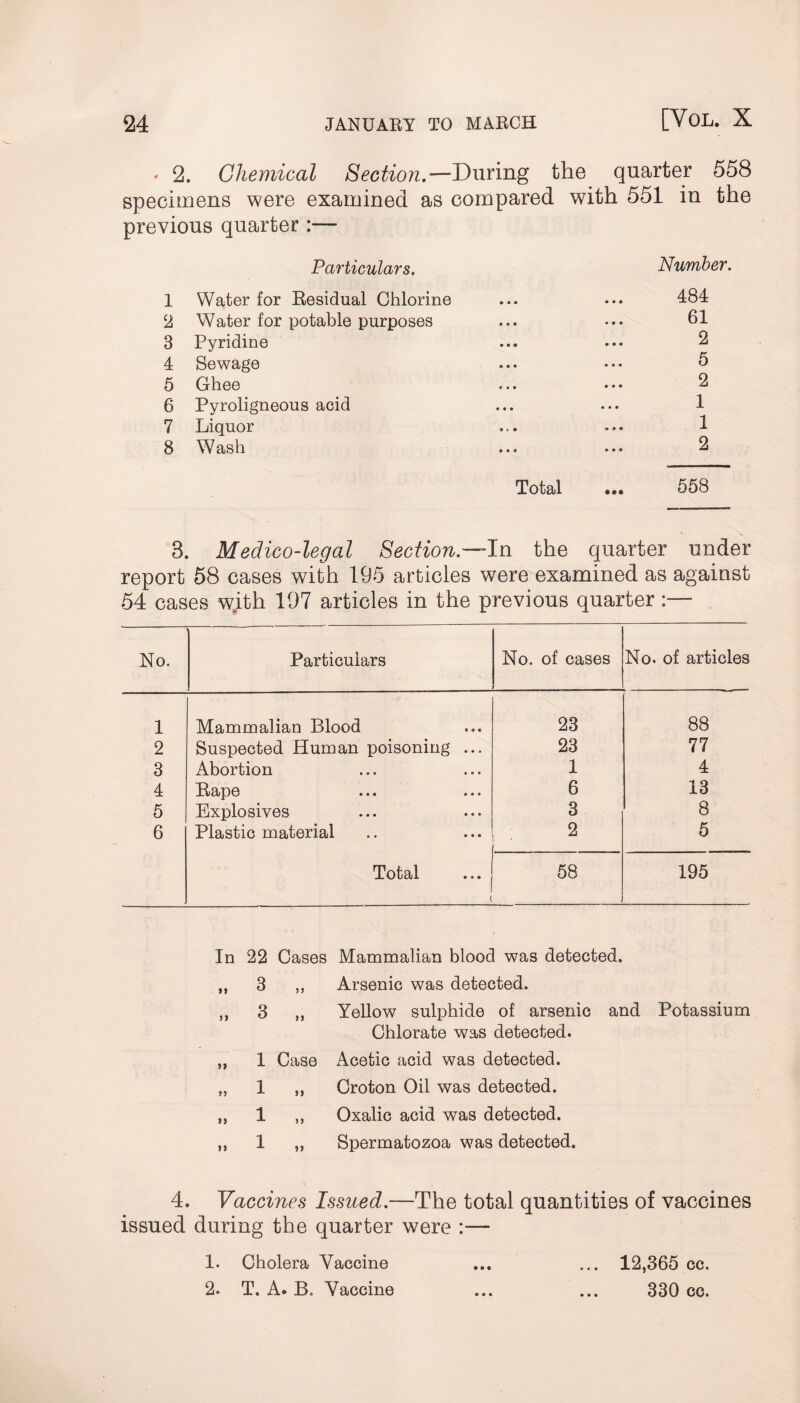 24 JANUARY TO MARCH [VOL. X
2. Chemical Section.—During the quarter 558
specimens were examined as compared with 551 in the
previous quarter :—
Particulars. Number.
1 Water for Residual Chlorine ... ... 484
2 Water for potable purposes ... ... 61
3 Pyridine ... ... 2
4 Sewage ... ... 5
5 Ghee ... ... 2
6 Pyroligneous acid ... ... 1
7 Liquor ... ... 1
8 Wash ... ... 2
Total ... 558
3. Medico-legal Section.—In the quarter under
report 58 cases with 195 articles were examined as against
54 cases with 197 articles in the previous quarter :—
No. Particulars No. of cases No. of articles
1 Mammalian Blood ... 23 88
2 Suspected Human poisoning ... 23 77
3 Abortion ... ... 1 4
4 Rape ... ... 6 13
5 Explosives ... ... 3 8
6 Plastic material .. ... 2 5
Total ... 58 195
In 22 Cases Mammalian blood was detected.
„ 3 „ Arsenic was detected.
„ 3 „ Yellow sulphide of arsenic and Potassium
Chlorate was detected.
„ 1 Case Acetic acid was detected.
„ 1 „ Croton Oil was detected.
„ 1 „ Oxalic acid was detected.
„ 1 „ Spermatozoa was detected.
4. Vaccines Issued.—The total quantities of vaccines
issued during the quarter were :—
1. Cholera Vaccine ... ... 12,365 cc.
2. T. A. B. Vaccine ... ... 330 cc.